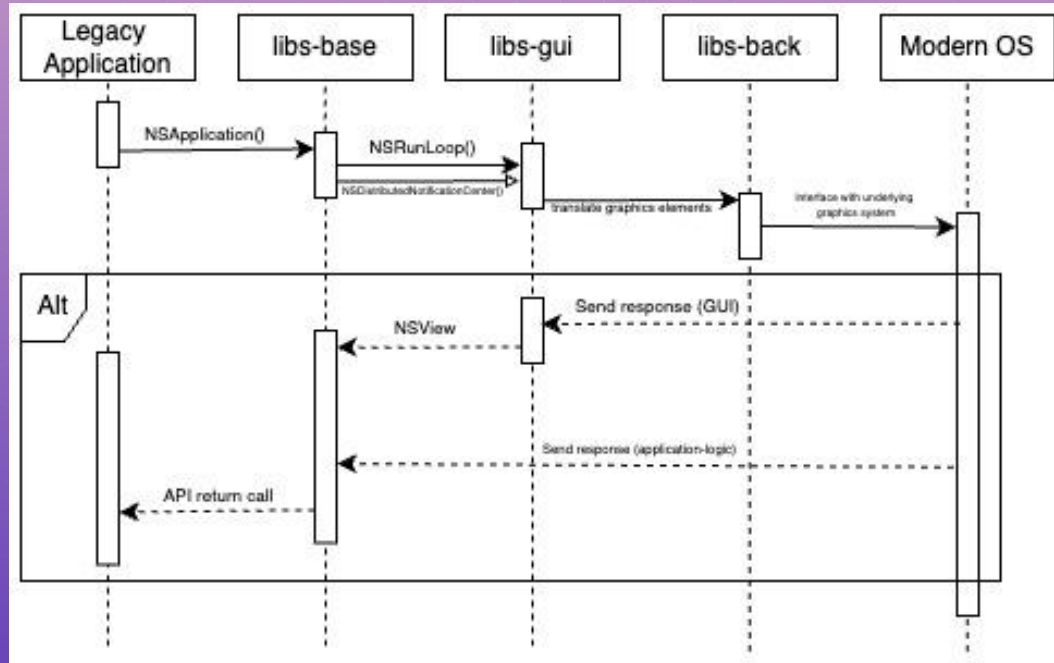 Legacy
Application
libs-base
libs-gui
libs-back
Modern OS
NSApplication()
NSRunLoop()
NSDistributedNotificationCenter()
translate graphics elements
Interface with underlying
graphics system
Alt
Send response (GUI)
NSView
Send response (application-logic)
API return call